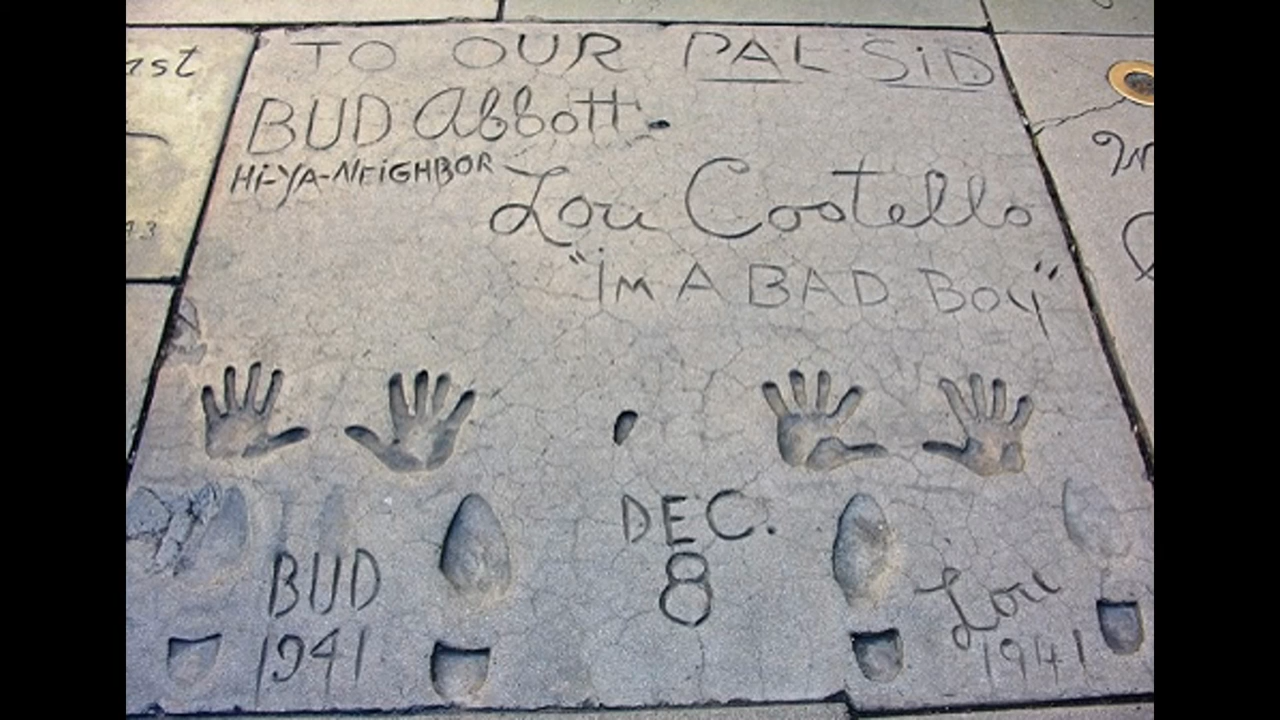 TO OUR PAL SiD
BUD Abbott.
Hi-YA-NEiGHBOR
Lou Costello
"I'M A BAD Boy"
DEC.
8
BUD
1941
Lou
1941